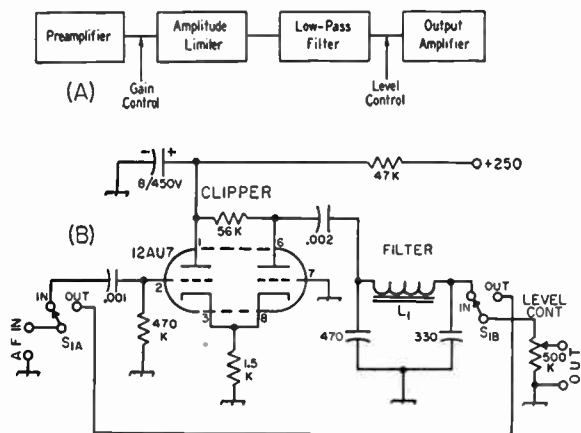 Preamplifier
Amplitude
Limiter
Low-Pass
Filter
Output
Amplifier
(A)
Gain
Control
Level
Control
- +
8/450V
47K
+250
CLIPPER
56K
.002
(B)
12AU7
1
6
FILTER
IN
OUT
.001
2
7
A F IN
S1A
470
K
3
8
1.5
K
470
L1
330
IN
OUT
S1B
LEVEL
CONT
500
K
OUT